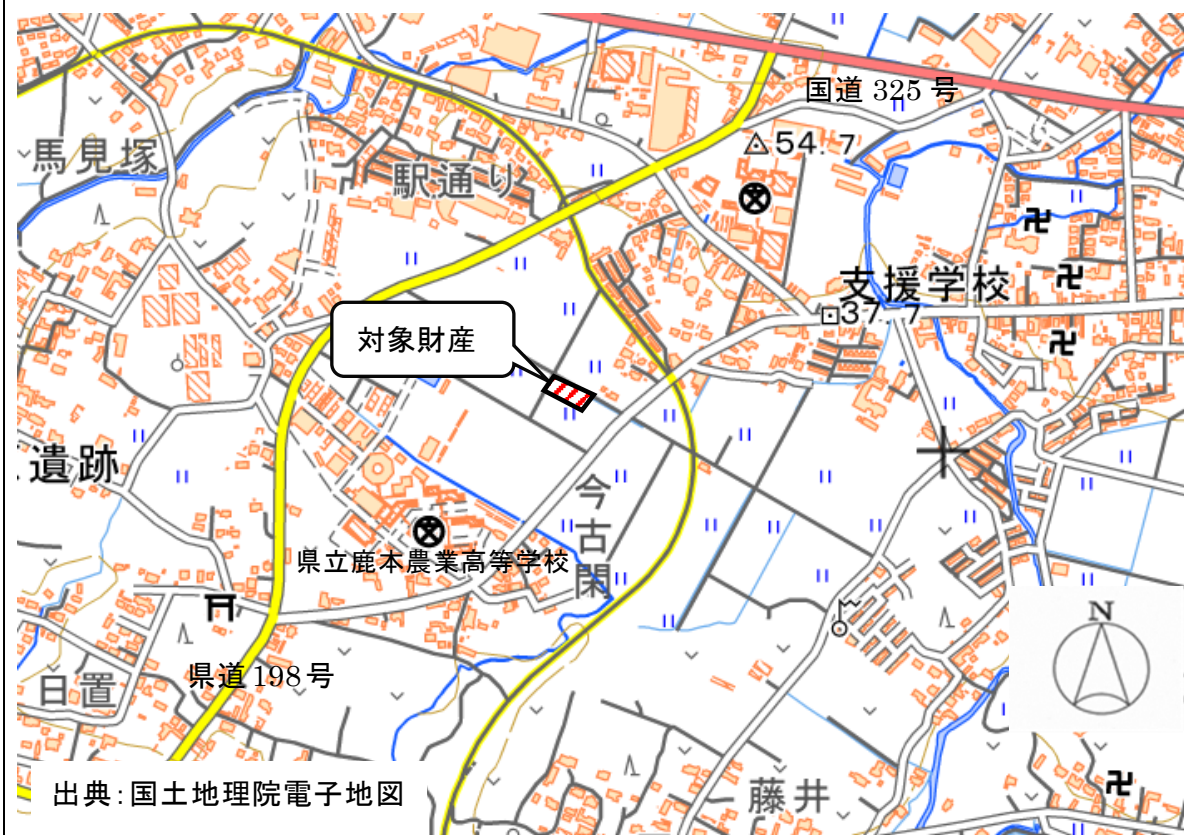 国道 325 号
54.7
馬見塚
駅通り
支援学校
37.7
対象財産
遺跡
今古閑
県立鹿本農業高等学校
N
県道 198 号
日置
出典:国土地理院電子地図
藤井